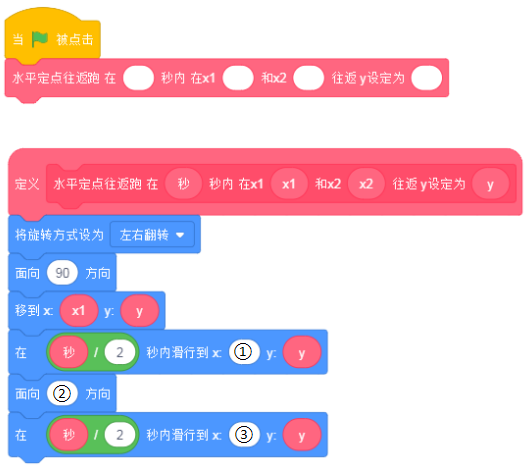 当 被点击
水平定点往返跑 在 秒内 在x1 和x2 往返 y设定为
定义 水平定点往返跑 在 秒 秒内 在x1 x1 和x2 x2 往返 y设定为 y
将旋转方式设为 左右翻转
面向 90 方向
移到 x: x1 y: y
在 秒 / 2 秒内滑行到 x: ① y: y
面向 ② 方向
在 秒 / 2 秒内滑行到 x: ③ y: y